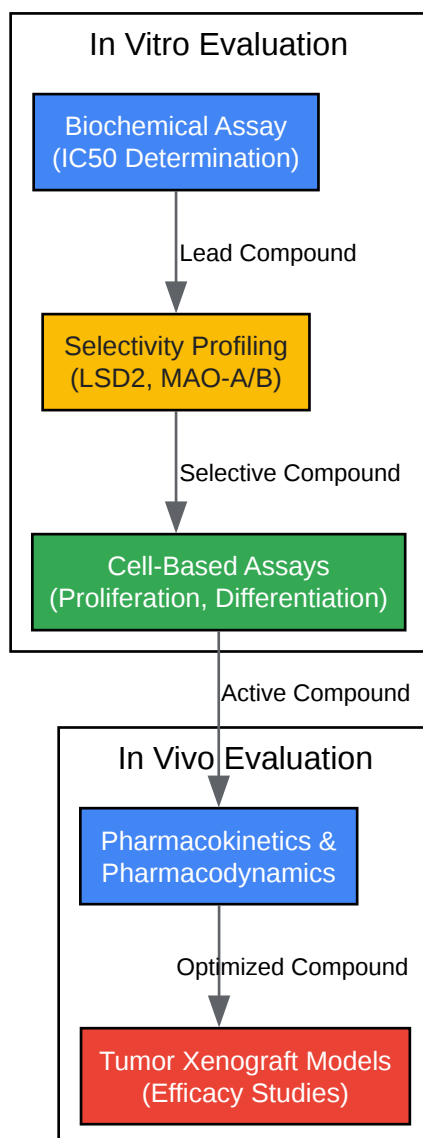 In Vitro Evaluation
Biochemical Assay
(IC50 Determination)
Lead Compound
Selectivity Profiling
(LSD2, MAO-A/B)
Selective Compound
Cell-Based Assays
(Proliferation, Differentiation)
Active Compound
In Vivo Evaluation
Pharmacokinetics &
Pharmacodynamics
Optimized Compound
Tumor Xenograft Models
(Efficacy Studies)